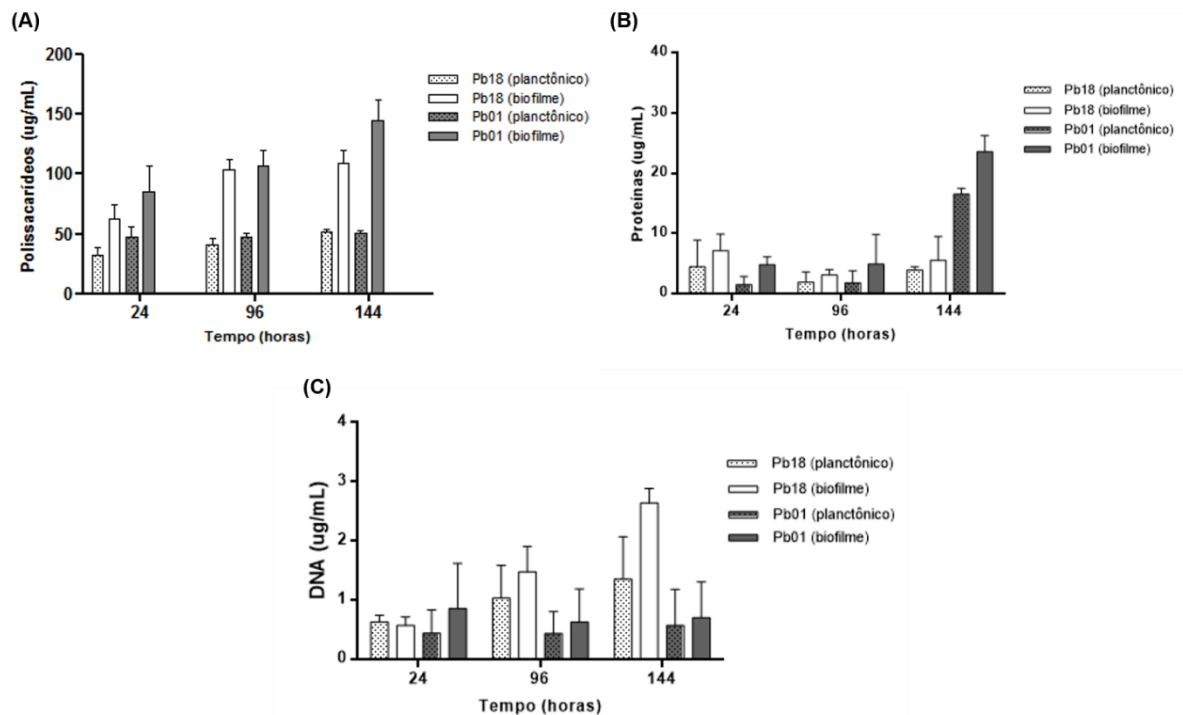 (A)
Polissacarídeos (ug/mL)
200
150
100
50
0
24 96 144
Tempo (horas)
Pb18 (planctônico)
Pb18 (biofilme)
Pb01 (planctônico)
Pb01 (biofilme)
(B)
Proteínas (ug/mL)
40
30
20
10
0
24 96 144
Tempo (horas)
Pb18 (planctônico)
Pb18 (biofilme)
Pb01 (planctônico)
Pb01 (biofilme)
(C)
DNA (ug/mL)
4
3
2
1
0
24 96 144
Tempo (horas)
Pb18 (planctônico)
Pb18 (biofilme)
Pb01 (planctônico)
Pb01 (biofilme)